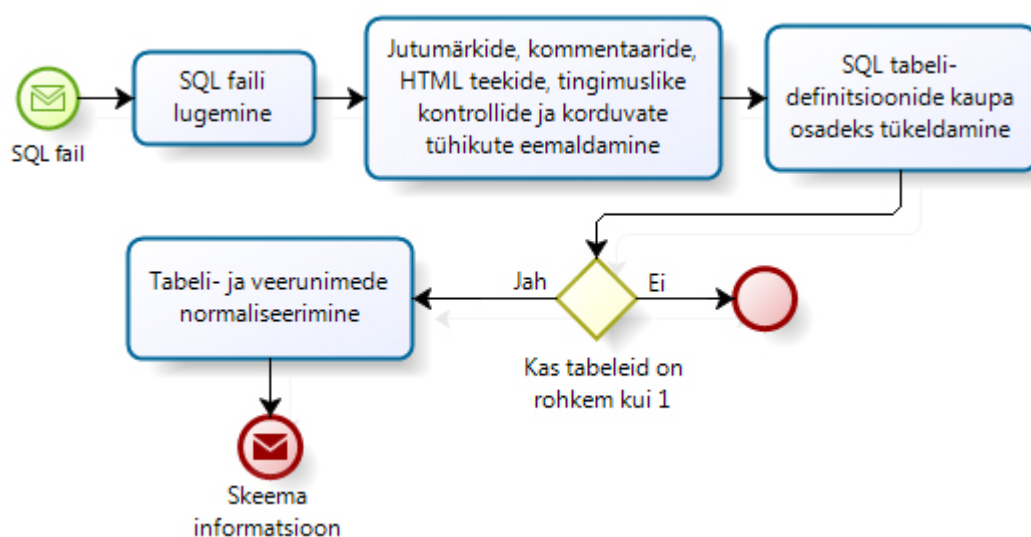 SQL fail
SQL faili
lugemine
Jutumärkide, kommentaaride,
HTML teekide, tingimuslike
kontrollide ja korduvate
tühikute eemaldamine
SQL tabeli-
definitsioonide kaupa
osadeks tükeldamine
Jah
Ei
Kas tabeleid on
rohkem kui 1
Tabeli- ja veerunimede
normaliseerimine
Skeema
informatsioon